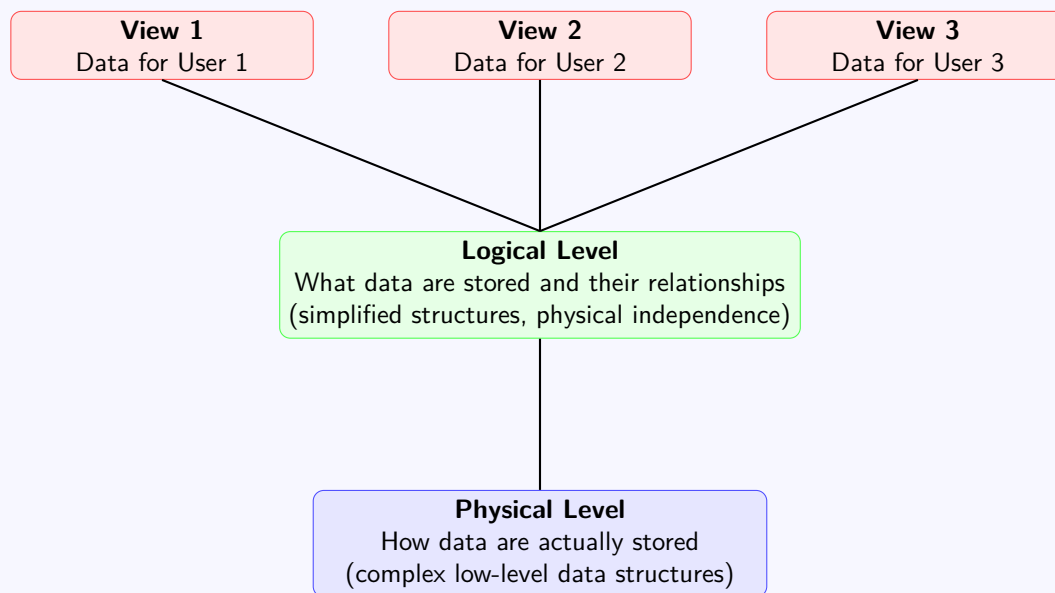 View 1
Data for User 1
View 2
Data for User 2
View 3
Data for User 3
Logical Level
What data are stored and their relationships
(simplified structures, physical independence)
Physical Level
How data are actually stored
(complex low-level data structures)